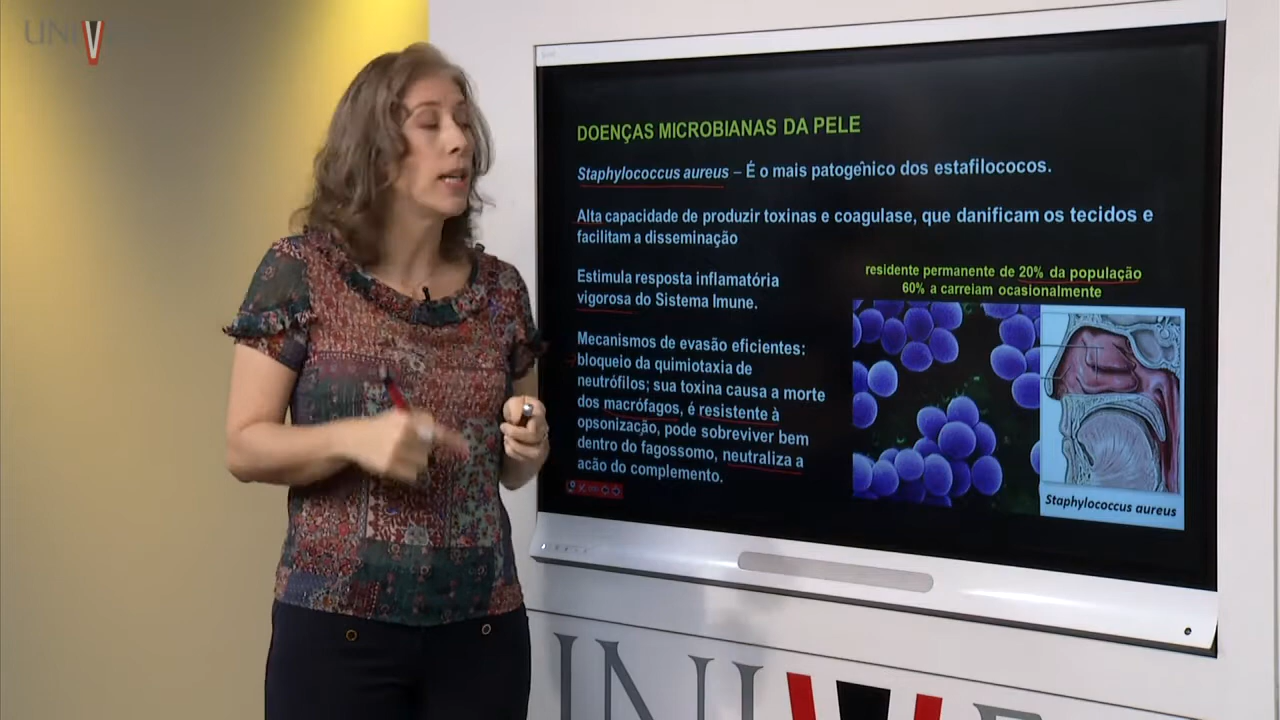 UNIV
DOENÇAS MICROBIANAS DA PELE
Staphylococcus aureus – É o mais patogênico dos estafilococos.
Alta capacidade de produzir toxinas e coagulase, que danificam os tecidos e
facilitam a disseminação
Estimula resposta inflamatória
vigorosa do Sistema Imune.
residente permanente de 20% da população
60% a carreiam ocasionalmente
Mecanismos de evasão eficientes:
bloqueio da quimiotaxia de
neutrófilos; sua toxina causa a morte
dos macrófagos, é resistente à
opsonização, pode sobreviver bem
dentro do fagossomo, neutraliza a
acão do complemento.
Staphylococcus aureus